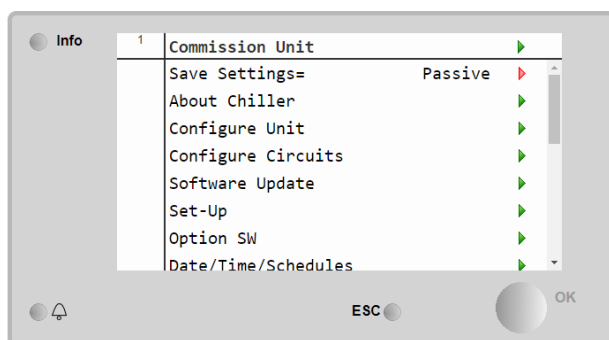 Info
1 Commission Unit
Save Settings= Passive
About Chiller
Configure Unit
Configure Circuits
Software Update
Set-Up
Option SW
Date/Time/Schedules
ESC
OK